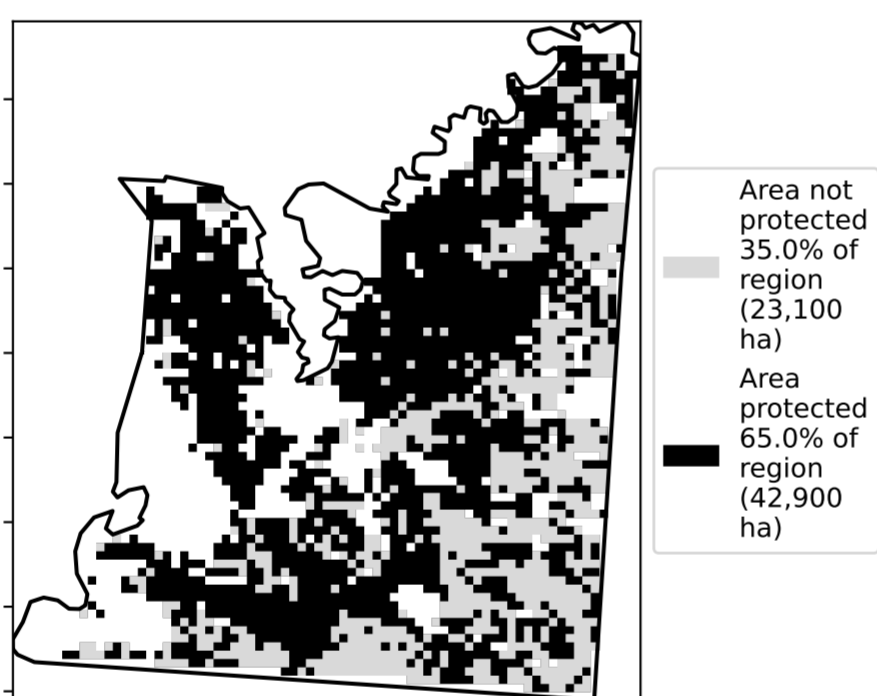 Area not
protected
35.0% of
region
(23,100
ha)
Area
protected
65.0% of
region
(42,900
ha)